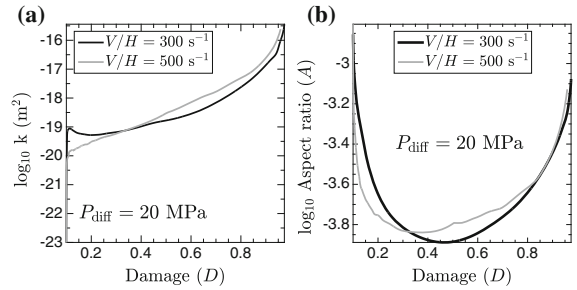 (a)
V/H = 300 s⁻¹
V/H = 500 s⁻¹
log₁₀ k (m²)
-16
-17
-18
-19
-20
-21
-22
-23
P_diff = 20 MPa
0.2 0.4 0.6 0.8
Damage (D)
(b)
V/H = 300 s⁻¹
V/H = 500 s⁻¹
log₁₀ Aspect ratio (A)
-3
-3.2
-3.4
-3.6
-3.8
P_diff = 20 MPa
0.2 0.4 0.6 0.8
Damage (D)